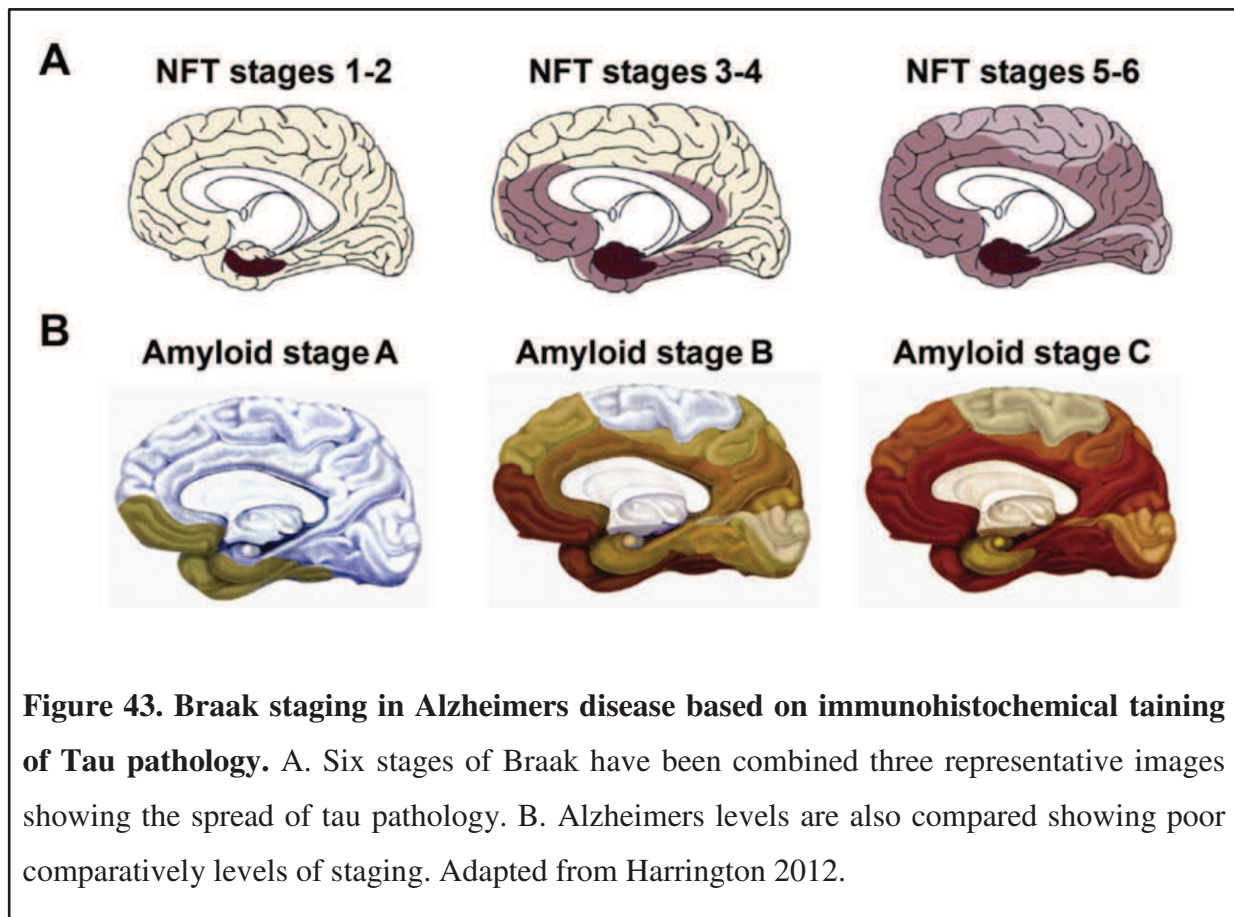 A
NFT stages 1-2
NFT stages 3-4
NFT stages 5-6
B
Amyloid stage A
Amyloid stage B
Amyloid stage C
Figure 43. Braak staging in Alzheimers disease based on immunohistochemical taining
of Tau pathology. A. Six stages of Braak have been combined three representative images
showing the spread of tau pathology. B. Alzheimers levels are also compared showing poor
comparatively levels of staging. Adapted from Harrington 2012.